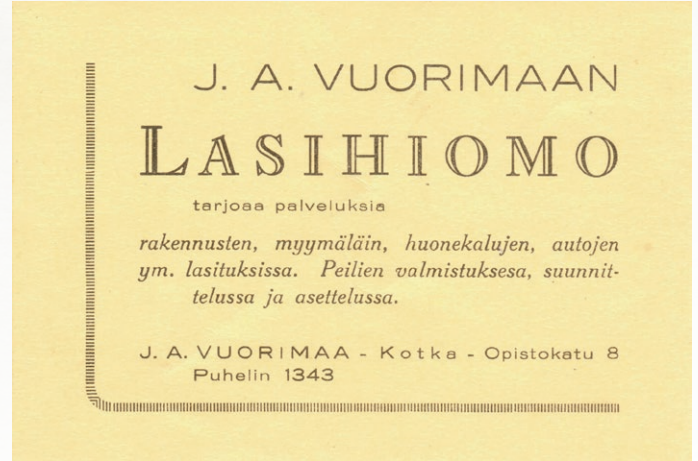 J. A. VUORIMAAN
LASIHIOMO
tarjoaa palveluksia
rakennusten, myymäläin, huonekalujen, autojen
ym. lasituksissa. Peilien valmistuksesa, suunnit-
telussa ja asettelussa.
J. A. VUORIMAA - Kotka - Opistokatu 8
Puhelin 1343